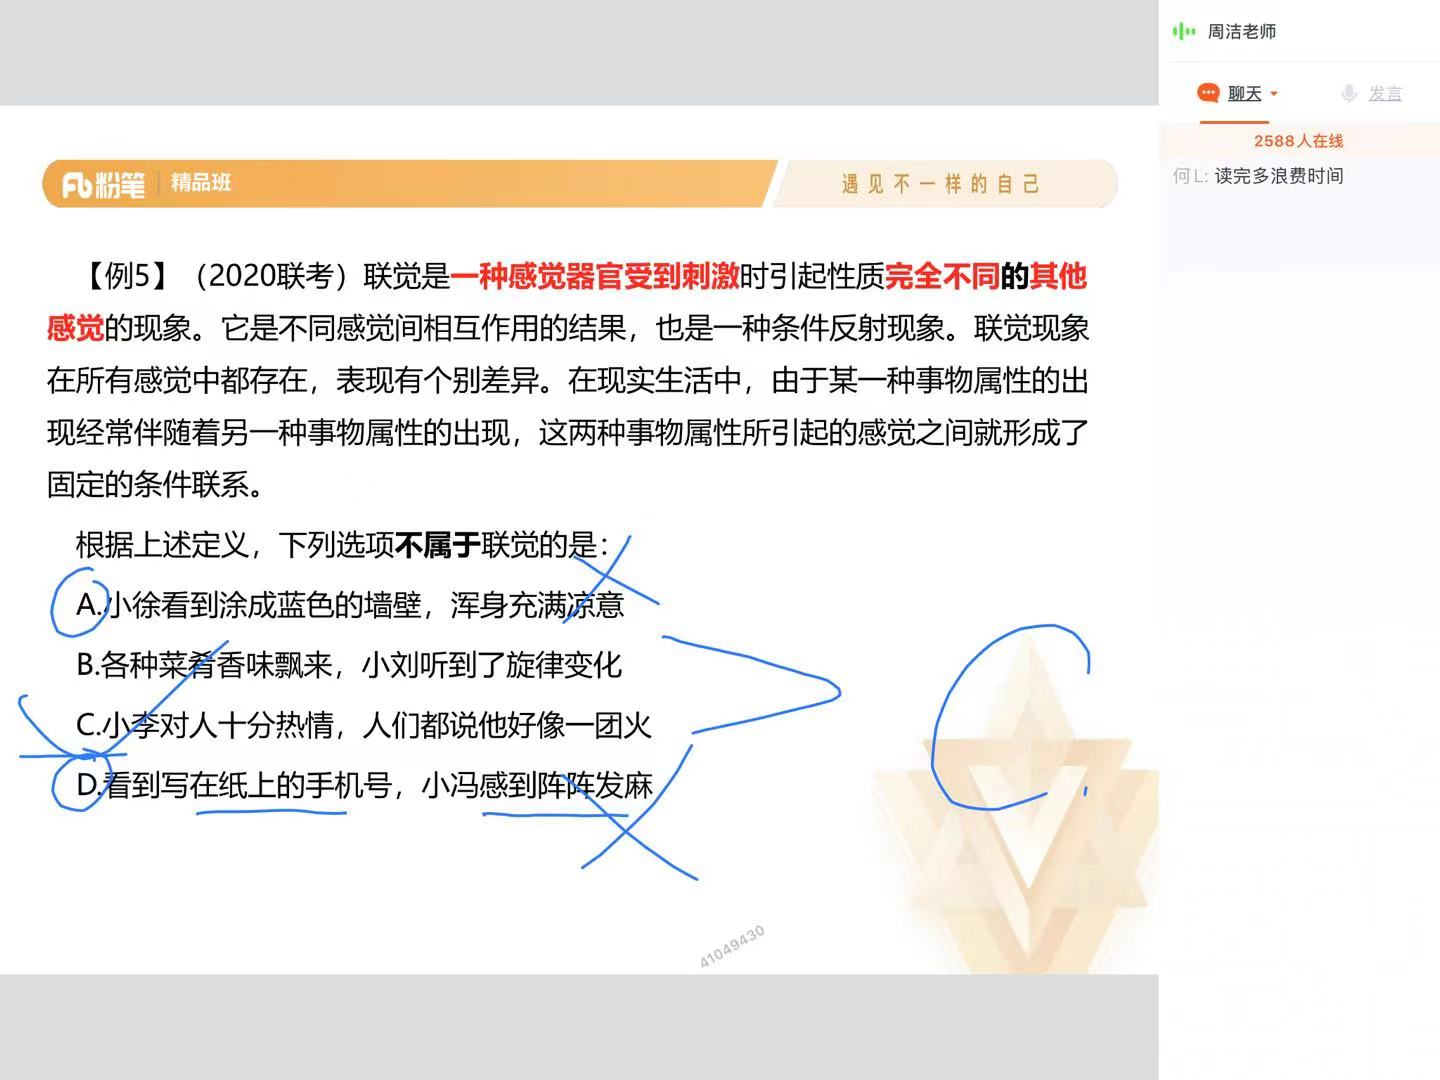 周洁老师
聊天
发言
2588人在线
何L: 读完多浪费时间
粉笔 精品班
遇见不一样的自己
【例5】（2020联考）联觉是一种感觉器官受到刺激时引起性质完全不同的其他
感觉的现象。它是不同感觉间相互作用的结果，也是一种条件反射现象。联觉现象
在所有感觉中都存在，表现有个别差异。在现实生活中，由于某一种事物属性的出
现经常伴随着另一种事物属性的出现，这两种事物属性所引起的感觉之间就形成了
固定的条件联系。
根据上述定义，下列选项不属于联觉的是：
A.小徐看到涂成蓝色的墙壁，浑身充满凉意
B.各种菜肴香味飘来，小刘听到了旋律变化
C.小李对人十分热情，人们都说他好像一团火
D.看到写在纸上的手机号，小冯感到阵阵发麻
41049430